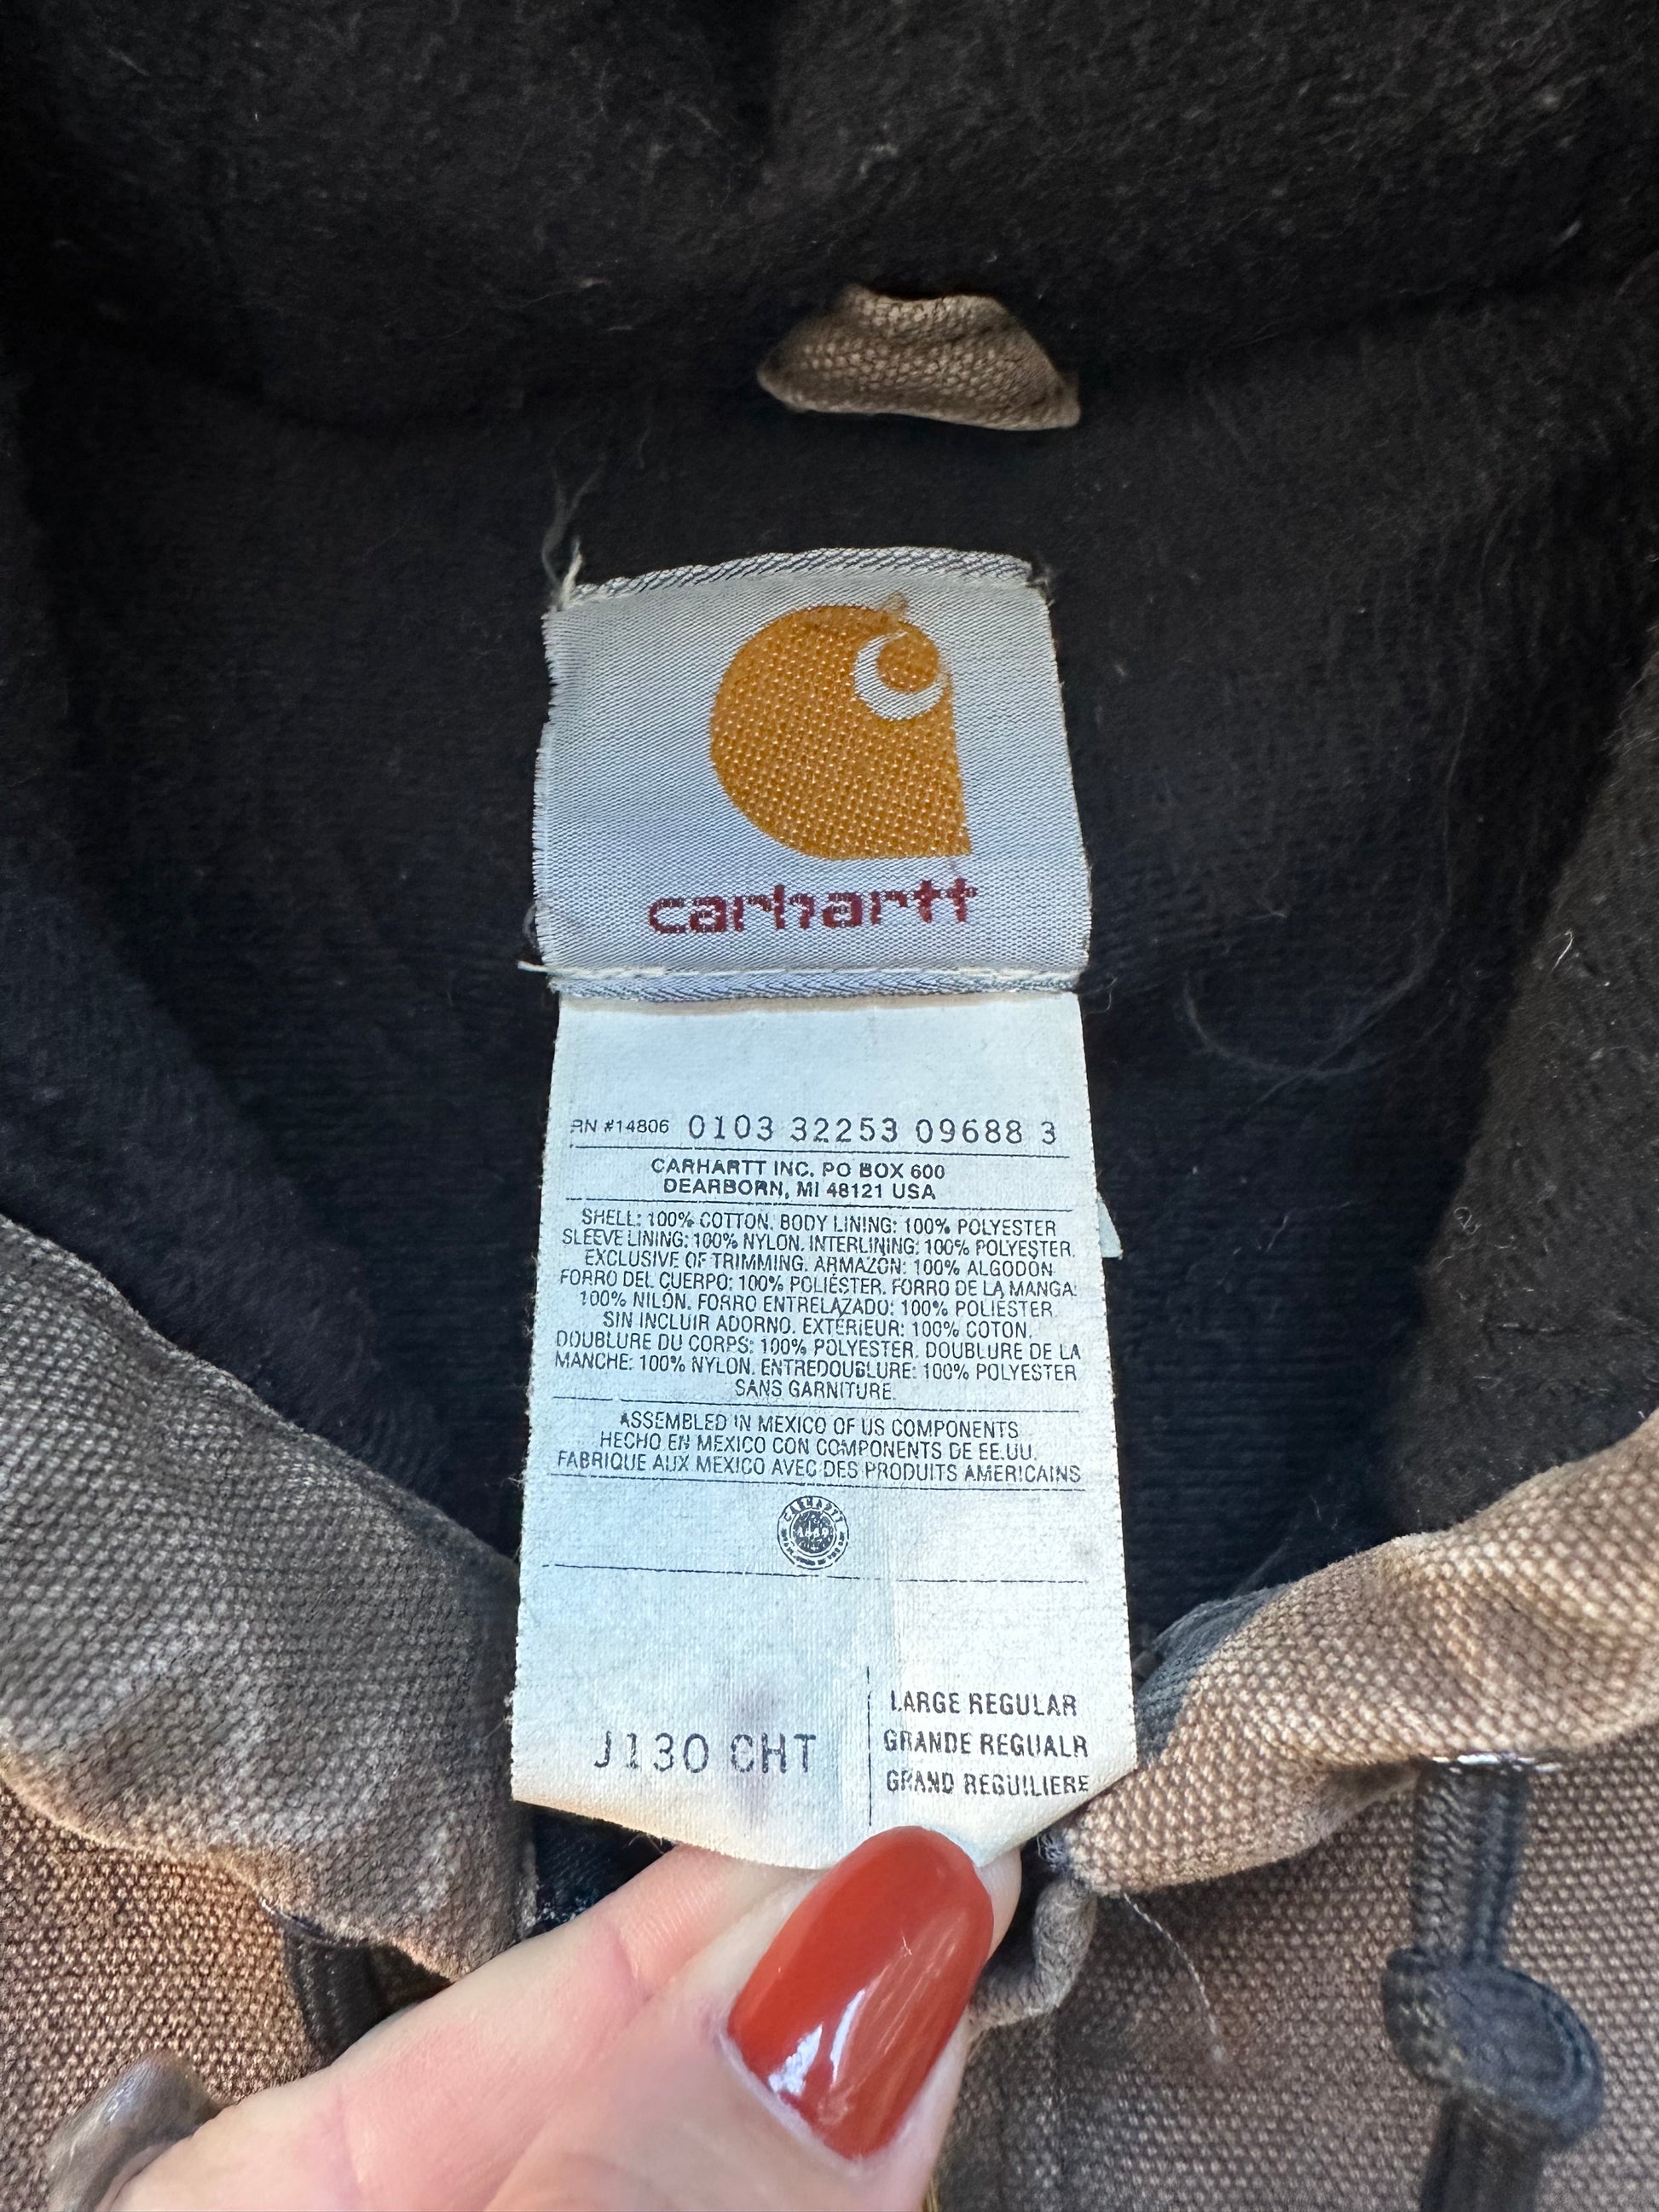 carhartt
RN #14806 0103 32253 09688 3
CARHARTT INC. PO BOX 600
DEARBORN, MI 48121 USA
SHELL: 100% COTTON. BODY LINING: 100% POLYESTER
SLEEVE LINING: 100% NYLON. INTERLINING: 100% POLYESTER.
EXCLUSIVE OF TRIMMING. ARMAZON: 100% ALGODÓN
FORRO DEL CUERPO: 100% POLIÉSTER. FORRO DE LA MANGA:
100% NILÓN. FORRO ENTRELAZADO: 100% POLIÉSTER
SIN INCLUIR ADORNO. EXTÉRIEUR: 100% COTON.
DOUBLURE DU CORPS: 100% POLYESTER. DOUBLURE DE LA
MANCHE: 100% NYLON. ENTREDOUBLURE: 100% POLYESTER
SANS GARNITURE.
ASSEMBLED IN MEXICO OF US COMPONENTS
HECHO EN MEXICO CON COMPONENTS DE EE.UU.
FABRIQUE AUX MEXICO AVEC DES PRODUITS AMERICAINS
CARHARTT
1889
J130 CHT
LARGE REGULAR
GRANDE REGUALR
GRAND REGUILIERE